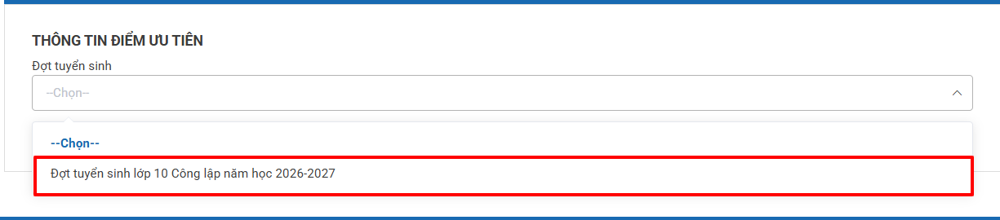 THÔNG TIN ĐIỂM ƯU TIÊN
Đợt tuyển sinh
--Chọn--
--Chọn--
Đợt tuyển sinh lớp 10 Công lập năm học 2026-2027